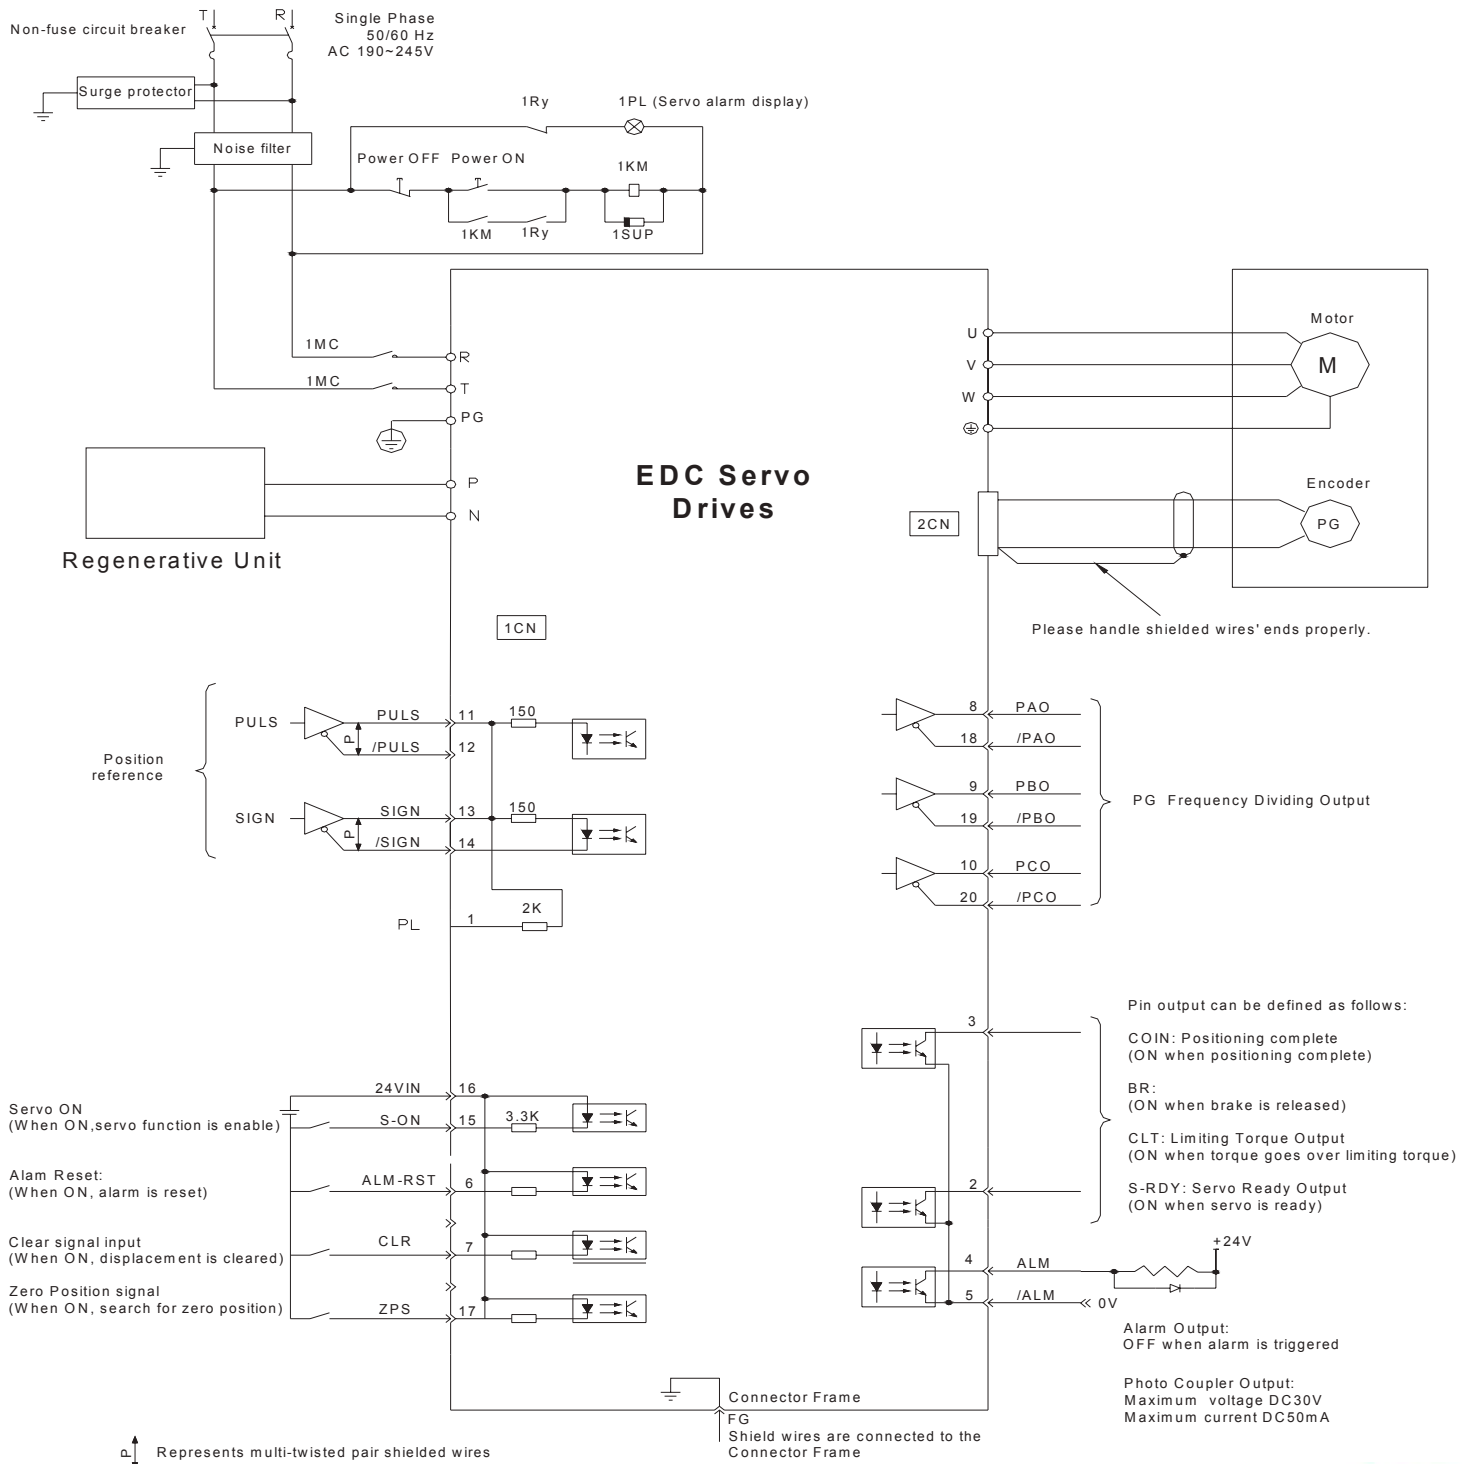 T
R
Non-fuse circuit breaker
Single Phase
50/60 Hz
AC 190~245V
Surge protector
Noise filter
1Ry
1PL (Servo alarm display)
Power OFF
Power ON
1KM
1KM
1Ry
1SUP
1MC
R
1MC
T
PG
P
N
Regenerative Unit
EDC Servo
Drives
U
V
W
Motor
M
Encoder
PG
2CN
Please handle shielded wires' ends properly.
1CN
Position
reference
PULS
P
PULS
11
150
/PULS
12
SIGN
P
SIGN
13
150
/SIGN
14
PL
1
2K
8
PAO
18
/PAO
9
PBO
19
/PBO
10
PCO
20
/PCO
PG Frequency Dividing Output
24VIN
16
Servo ON
(When ON,servo function is enable)
S-ON
15
3.3K
Alam Reset:
(When ON, alarm is reset)
ALM-RST
6
Clear signal input
(When ON, displacement is cleared)
CLR
7
Zero Position signal
(When ON, search for zero position)
ZPS
17
3
2
4
ALM
5
/ALM
0V
+24V
Pin output can be defined as follows:
COIN: Positioning complete
(ON when positioning complete)
BR:
(ON when brake is released)
CLT: Limiting Torque Output
(ON when torque goes over limiting torque)
S-RDY: Servo Ready Output
(ON when servo is ready)
Alarm Output:
OFF when alarm is triggered
Photo Coupler Output:
Maximum voltage DC30V
Maximum current DC50mA
Connector Frame
FG
Shield wires are connected to the
Connector Frame
P
Represents multi-twisted pair shielded wires